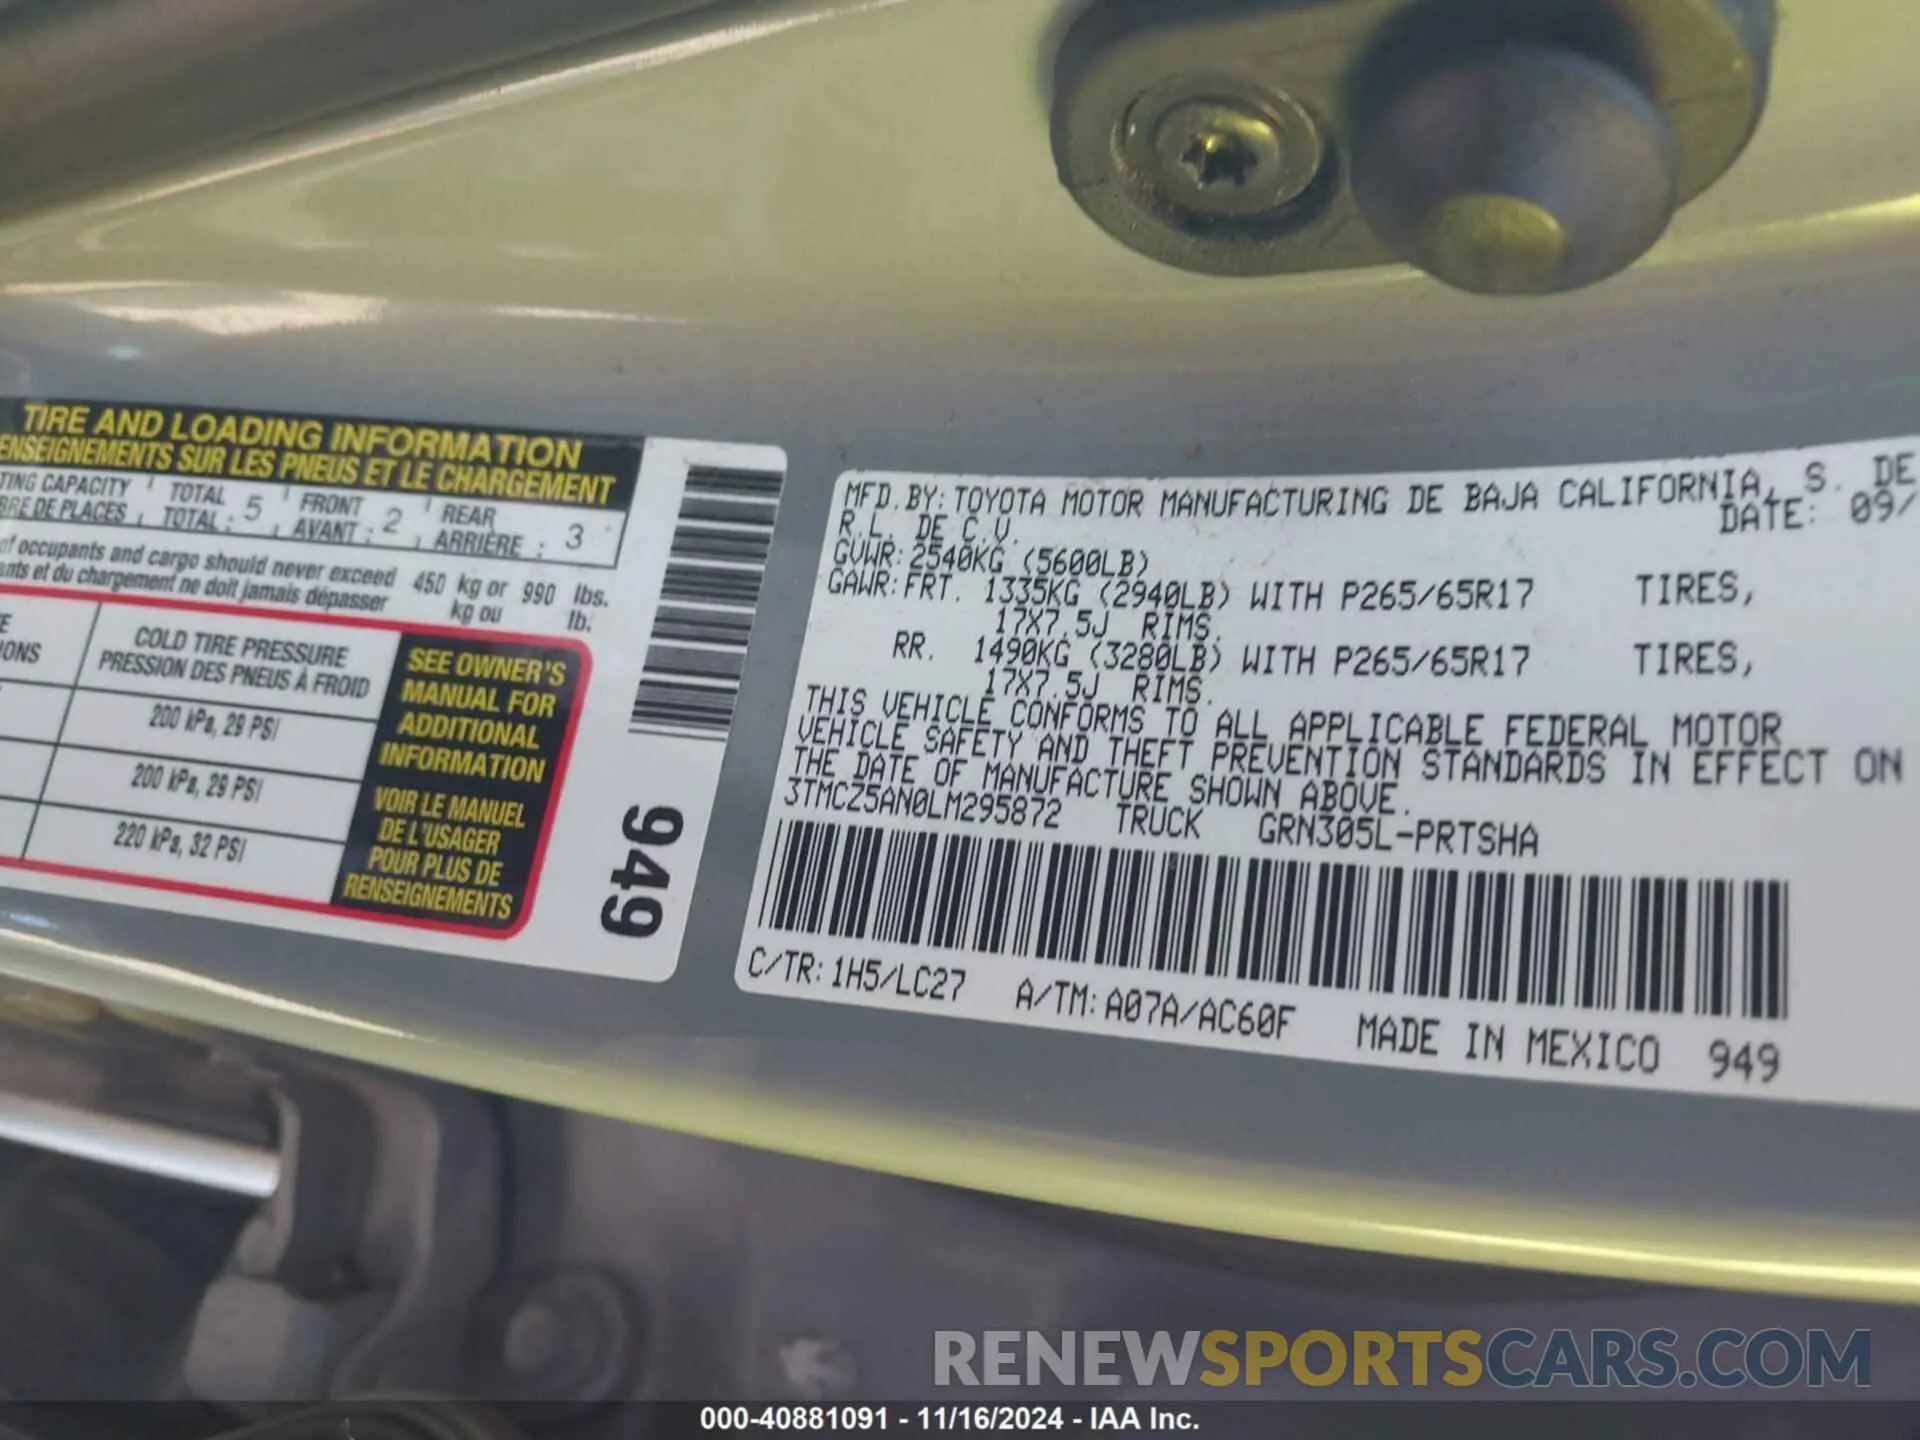 TIRE AND LOADING INFORMATION
ENSEIGNEMENTS SUR LES PNEUS ET LE CHARGEMENT
TING CAPACITY TOTAL 5 FRONT 2 REAR 3
BRE DE PLACES TOTAL: AVANT: ARRIÈRE:
of occupants and cargo should never exceed 450 kg or 990 lbs.
ants et du chargement ne doit jamais dépasser kg ou lb.
E
IONS
COLD TIRE PRESSURE
PRESSION DES PNEUS À FROID
200 kPa, 29 PSI
200 kPa, 29 PSI
220 kPa, 32 PSI
SEE OWNER'S
MANUAL FOR
ADDITIONAL
INFORMATION
VOIR LE MANUEL
DE L'USAGER
POUR PLUS DE
RENSEIGNEMENTS
949
MFD.BY:TOYOTA MOTOR MANUFACTURING DE BAJA CALIFORNIA, S. DE
R.L. DE C.V. DATE: 09/
GVWR:2540KG (5600LB)
GAWR:FRT. 1335KG (2940LB) WITH P265/65R17 TIRES,
17X7.5J RIMS.
RR. 1490KG (3280LB) WITH P265/65R17 TIRES,
17X7.5J RIMS.
THIS VEHICLE CONFORMS TO ALL APPLICABLE FEDERAL MOTOR
VEHICLE SAFETY AND THEFT PREVENTION STANDARDS IN EFFECT ON
THE DATE OF MANUFACTURE SHOWN ABOVE.
3TMCZ5AN0LM295872 TRUCK GRN305L-PRTSHA
C/TR:1H5/LC27 A/TM:A07A/AC60F MADE IN MEXICO 949
RENEWSPORTSCARS.COM
000-40881091 - 11/16/2024 - IAA Inc.